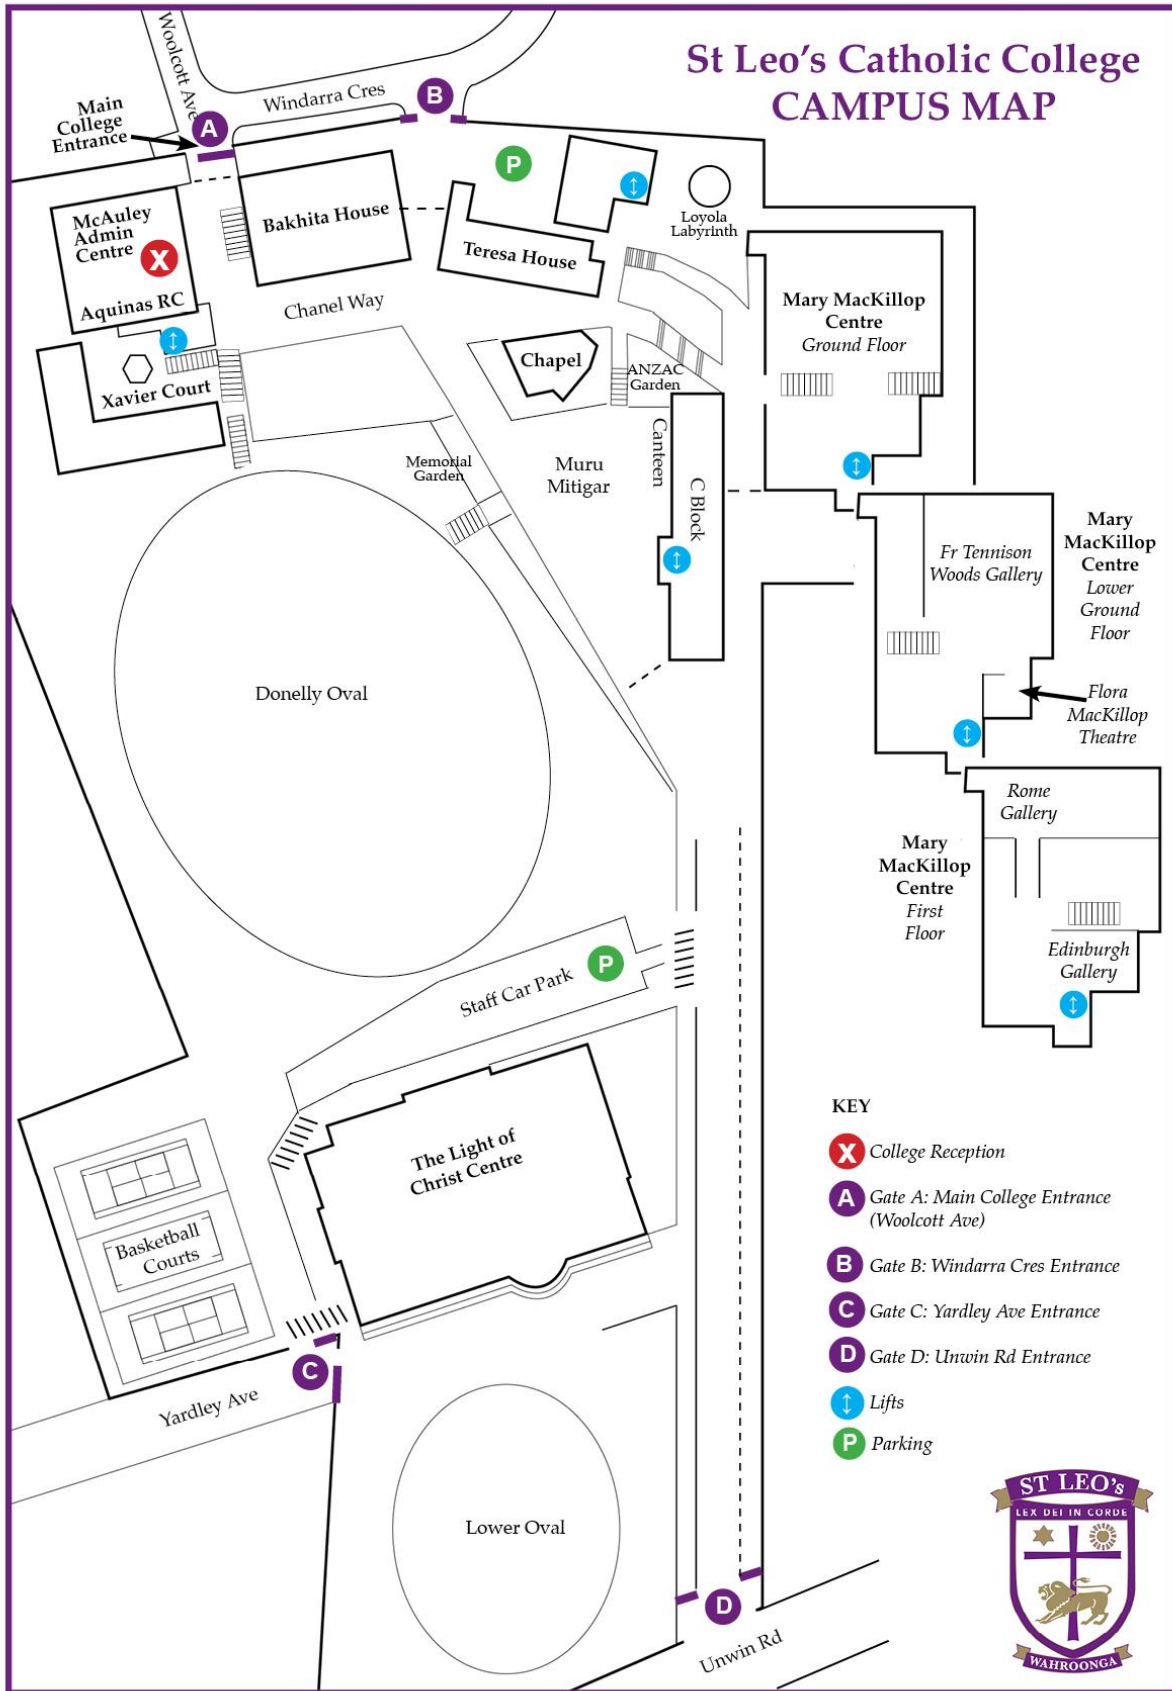 St Leo's Catholic College
CAMPUS MAP
Woolcott Ave
Windarra Cres
B
Main
College
Entrance
A
P
McAuley
Admin
Centre
X
Aquinas RC
Bakhita House
Teresa House
Loyola
Labyrinth
Chanel Way
Mary MacKillop
Centre
Ground Floor
Chapel
ANZAC
Garden
Xavier Court
Memorial
Garden
Muru
Mitigar
Canteen
C Block
Fr Tennison
Woods Gallery
Mary
MacKillop
Centre
Lower
Ground
Floor
Flora
MacKillop
Theatre
Donelly Oval
Rome
Gallery
Mary
MacKillop
Centre
First
Floor
Edinburgh
Gallery
P
Staff Car Park
The Light of
Christ Centre
Basketball
Courts
C
Yardley Ave
Lower Oval
D
Unwin Rd
KEY
X College Reception
A Gate A: Main College Entrance
(Woolcott Ave)
B Gate B: Windarra Cres Entrance
C Gate C: Yardley Ave Entrance
D Gate D: Unwin Rd Entrance
Lifts
P Parking
ST LEO's
LEX DEI IN CORDE
WAHROONGA